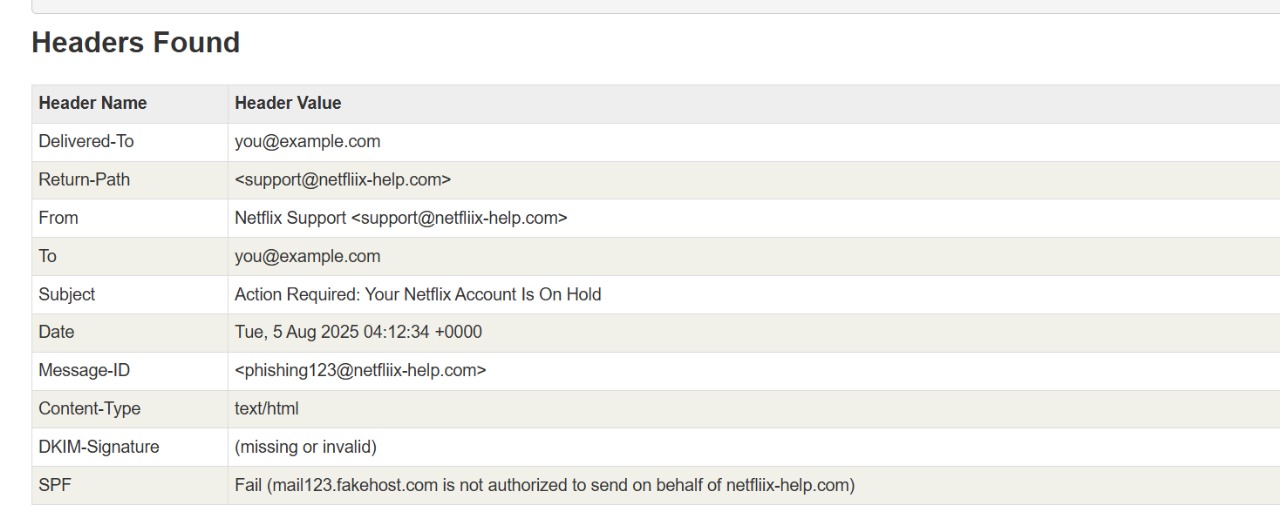 Headers Found
Header Name Header Value
Delivered-To you@example.com
Return-Path <support@netfliix-help.com>
From Netflix Support <support@netfliix-help.com>
To you@example.com
Subject Action Required: Your Netflix Account Is On Hold
Date Tue, 5 Aug 2025 04:12:34 +0000
Message-ID <phishing123@netfliix-help.com>
Content-Type text/html
DKIM-Signature (missing or invalid)
SPF Fail (mail123.fakehost.com is not authorized to send on behalf of netfliix-help.com)